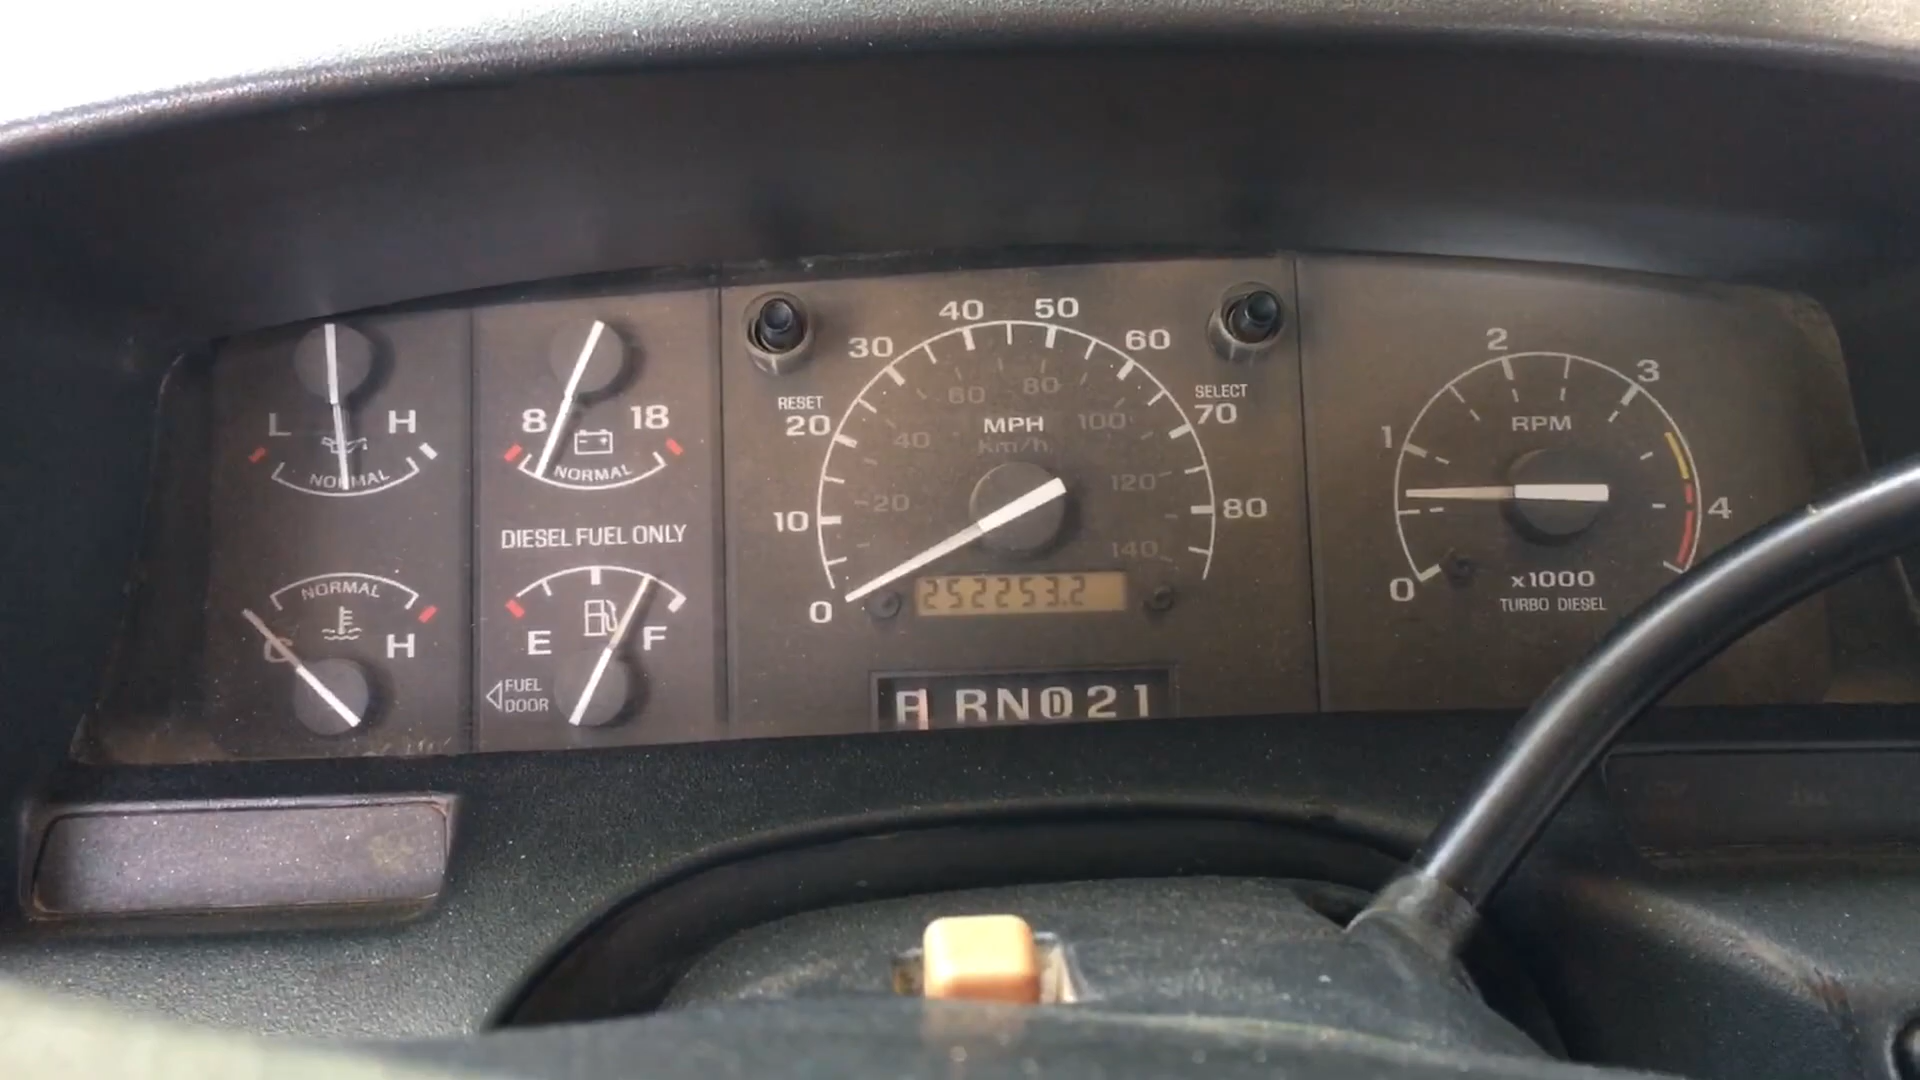 L H
NORMAL
8 18
NORMAL
DIESEL FUEL ONLY
NORMAL
C H
E F
FUEL
DOOR
RESET
SELECT
0 10 20 30 40 50 60 70 80
20 40 60 80 100 120 140
MPH
km/h
252253.2
P RND21
0 1 2 3 4
RPM
x1000
TURBO DIESEL